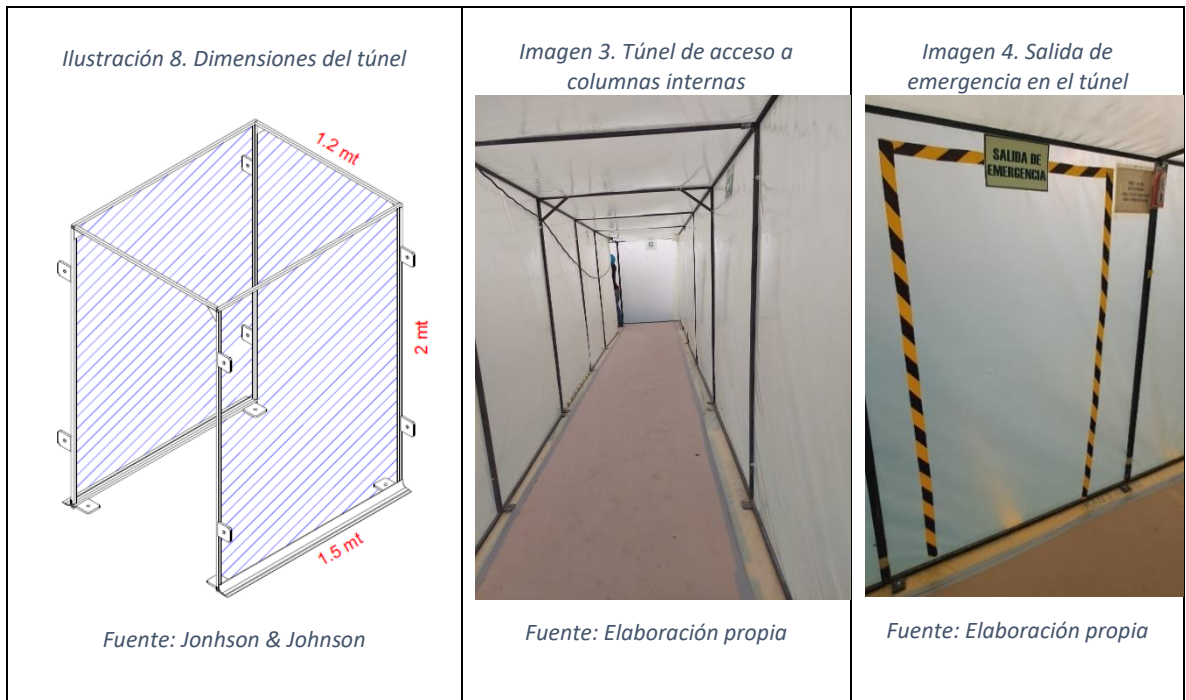 Ilustración 8. Dimensiones del túnel
1.2 mt
2 mt
1.5 mt
Fuente: Jonhson & Johnson
Imagen 3. Túnel de acceso a
columnas internas
Fuente: Elaboración propia
Imagen 4. Salida de
emergencia en el túnel
SALIDA DE
EMERGENCIA
Fuente: Elaboración propia